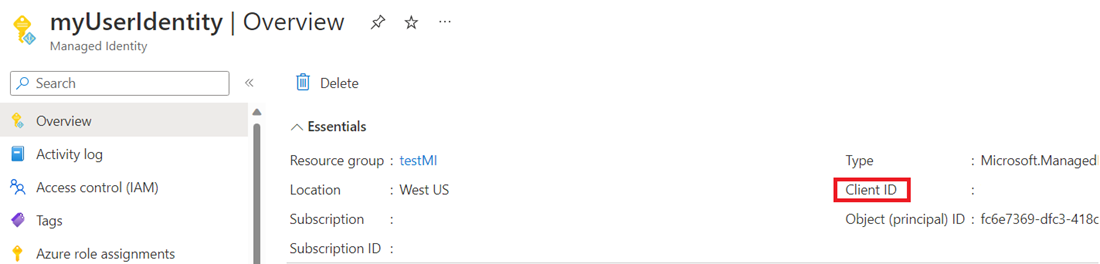 myUserIdentity | Overview
Managed Identity
Search
Delete
Overview
Activity log
Access control (IAM)
Tags
Azure role assignments
Essentials
Resource group : testMI
Location : West US
Subscription :
Subscription ID :
Type : Microsoft.Managed
Client ID :
Object (principal) ID : fc6e7369-dfc3-418c